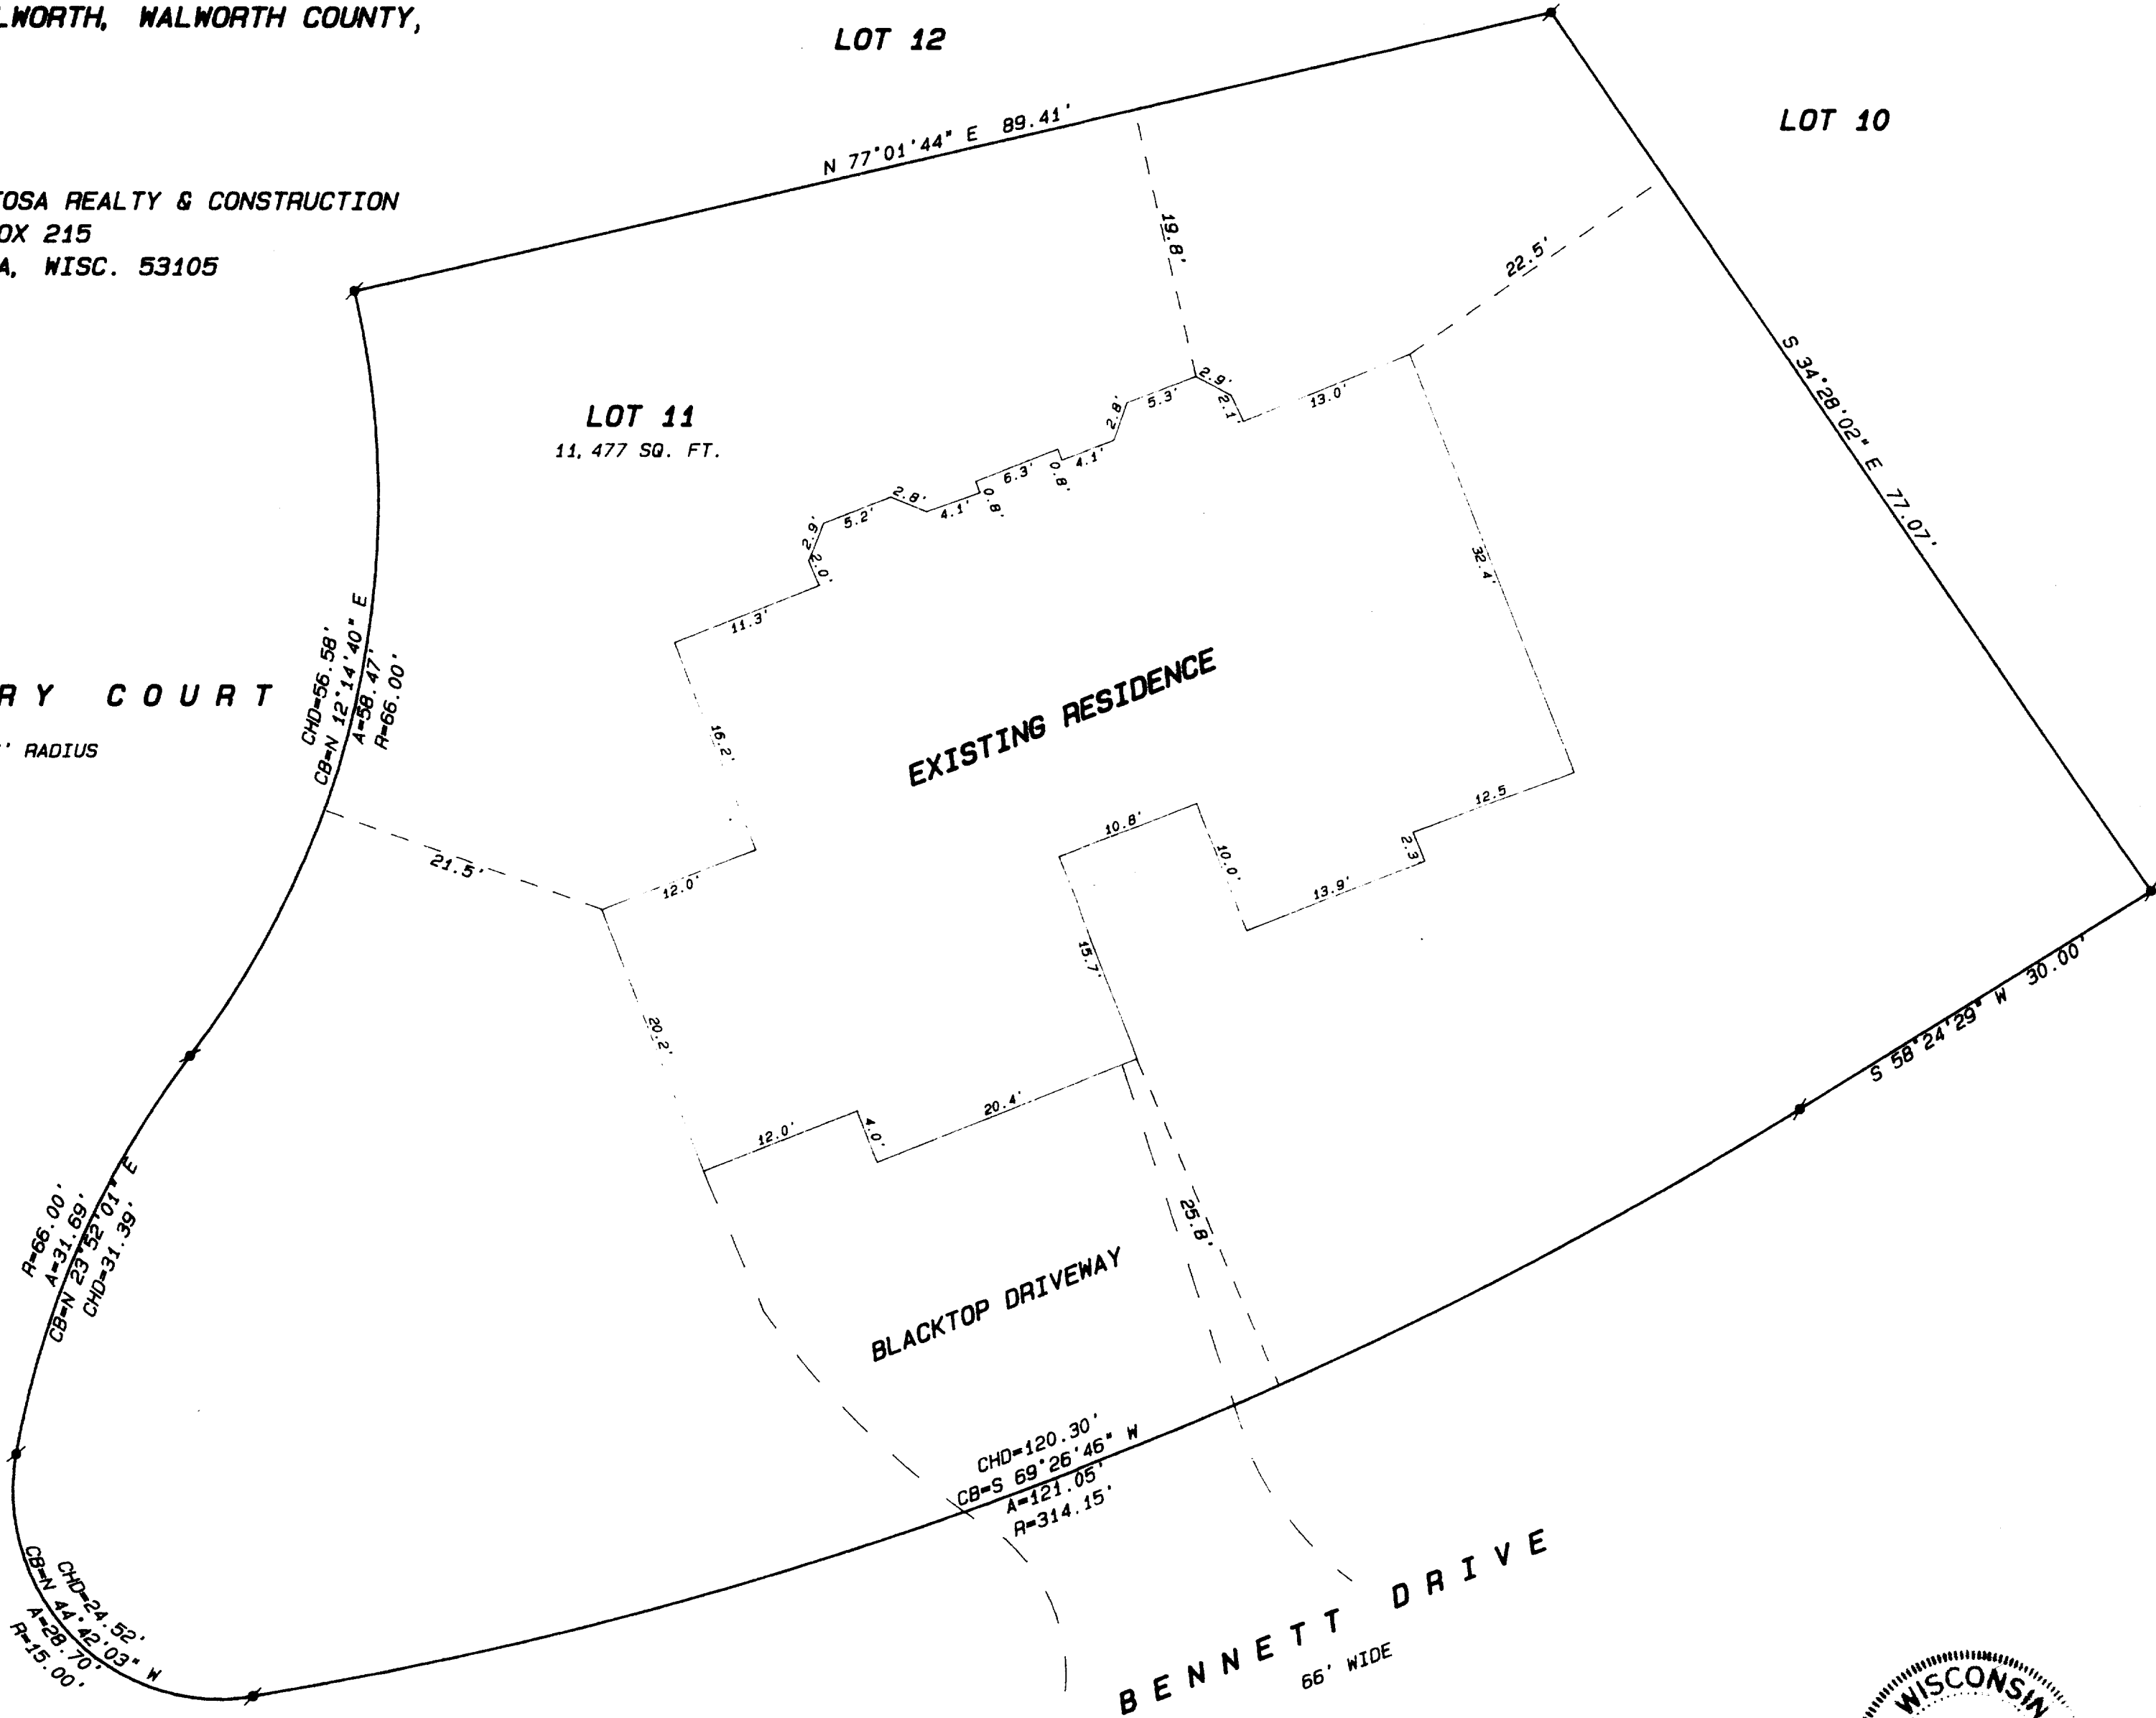 LWORTH, WALWORTH COUNTY,
LOT 12
LOT 10
N 77°01'44" E 89.41'
TOSA REALTY & CONSTRUCTION
OX 215
A, WISC. 53105
19.8'
22.5'
S 34°28'02" E 77.07'
LOT 11
11,477 SQ. FT.
2.9'
2.1'
13.0'
5.3'
2.8'
4.1'
0.8'
6.3'
0.8'
4.1'
2.8'
5.2'
2.9'
2.0'
11.3'
32.4'
CHD=56.58'
CB=N 12°14'40" E
A=58.47'
R=66.00'
RY COURT
' RADIUS
EXISTING RESIDENCE
16.2'
12.5
2.3
10.8'
10.0'
13.9'
21.5'
12.0'
15.7'
20.2'
S 58°24'29" W 30.00'
12.0'
4.0'
20.4'
25.8'
R=66.00'
A=31.69'
CB=N 23°52'01" E
CHD=31.39'
BLACKTOP DRIVEWAY
CHD=120.30'
CB=S 69°26'46" W
A=121.05'
R=314.15'
CHD=24.52'
CB=N 44°42'03" W
A=28.70'
R=15.00'
BENNETT DRIVE
66' WIDE
WISCONSIN